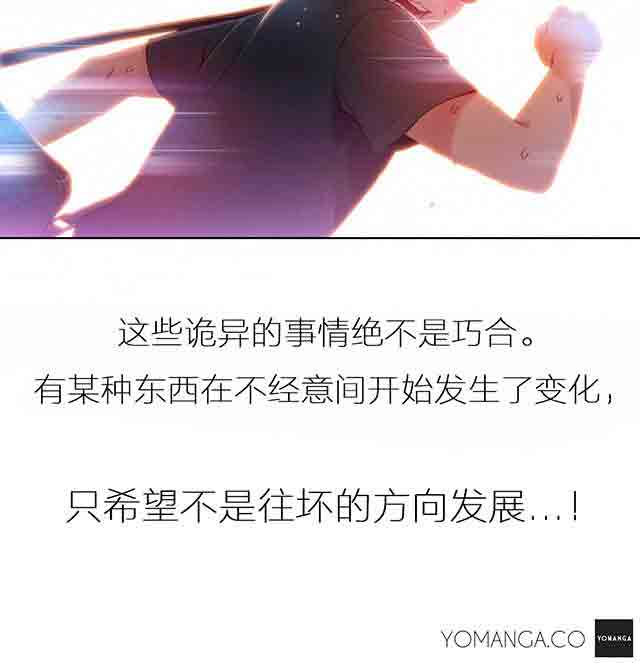 这些诡异的事情绝不是巧合。
有某种东西在不经意间开始发生了变化，
只希望不是往坏的方向发展...！
YOMANGA.CO
YOMANGA